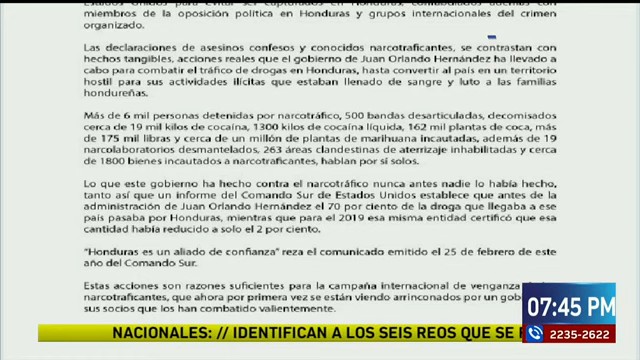 Estados Unidos para evitar ser capturados en Honduras, confabulados además con
miembros de la oposición política en Honduras y grupos internacionales del crimen
organizado.
Las declaraciones de asesinos confesos y conocidos narcotraficantes, se contrastan con
hechos tangibles, acciones reales que el gobierno de Juan Orlando Hernández ha llevado a
cabo para combatir el tráfico de drogas en Honduras, hasta convertir al país en un territorio
hostil para sus actividades ilícitas que estaban llenado de sangre y luto a las familias
hondureñas.
Más de 6 mil personas detenidas por narcotráfico, 500 bandas desarticuladas, decomisados
cerca de 19 mil kilos de cocaína, 1300 kilos de cocaína líquida, 162 mil plantas de coca, más
de 175 mil libras y cerca de un millón de plantas de marihuana incautadas, además de 19
narcolaboratorios desmantelados, 263 áreas clandestinas de aterrizaje inhabilitadas y cerca
de 1800 bienes incautados a narcotraficantes, hablan por sí solos.
Lo que este gobierno ha hecho contra el narcotráfico nunca antes nadie lo había hecho,
tanto así que un informe del Comando Sur de Estados Unidos establece que antes de la
administración de Juan Orlando Hernández el 70 por ciento de la droga que llegaba a ese
país pasaba por Honduras, mientras que para el 2019 esa misma entidad certificó que esa
cantidad había reducido a solo el 2 por ciento.
"Honduras es un aliado de confianza" reza el comunicado emitido el 25 de febrero de este
año del Comando Sur.
Estas acciones son razones suficientes para la campaña internacional de venganza
narcotraficantes, que ahora por primera vez se están viendo arrinconados por un
sus socios que los han combatido valientemente.
07:45 PM
2235-2622
NACIONALES: // IDENTIFICAN A LOS SEIS REOS QUE SE